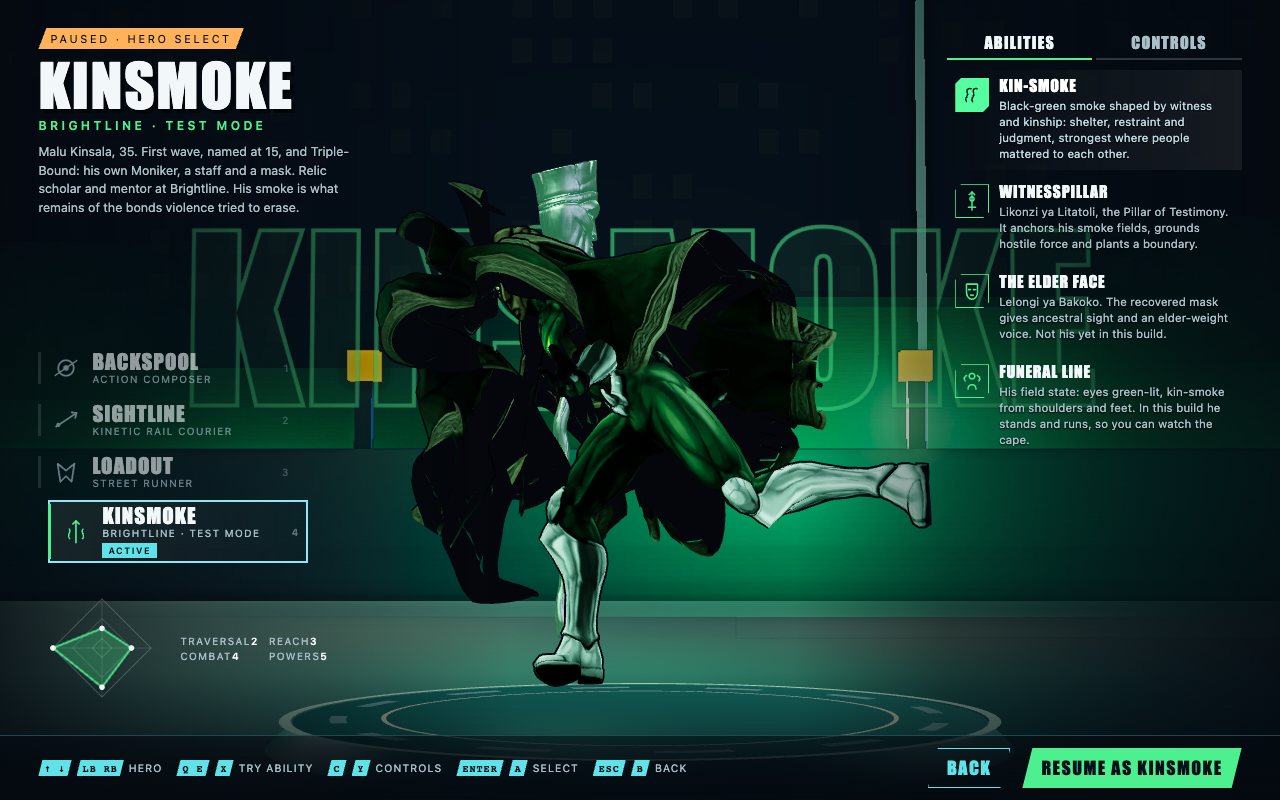 PAUSED · HERO SELECT
KINSMOKE
BRIGHTLINE · TEST MODE
Malu Kinsala, 35. First wave, named at 15, and Triple-
Bound: his own Moniker, a staff and a mask. Relic
scholar and mentor at Brightline. His smoke is what
remains of the bonds violence tried to erase.
KINSMOKE
BACKSPOOL
ACTION COMPOSER
1
SIGHTLINE
KINETIC RAIL COURIER
2
LOADOUT
STREET RUNNER
3
KINSMOKE
BRIGHTLINE · TEST MODE
4
ACTIVE
TRAVERSAL2 REACH3
COMBAT4 POWERS5
ABILITIES CONTROLS
KIN-SMOKE
Black-green smoke shaped by witness
and kinship: shelter, restraint and
judgment, strongest where people
mattered to each other.
WITNESSPILLAR
Likonzi ya Litatoli, the Pillar of Testimony.
It anchors his smoke fields, grounds
hostile force and plants a boundary.
THE ELDER FACE
Lelongi ya Bakoko. The recovered mask
gives ancestral sight and an elder-weight
voice. Not his yet in this build.
FUNERAL LINE
His field state: eyes green-lit, kin-smoke
from shoulders and feet. In this build he
stands and runs, so you can watch the
cape.
↑ ↓ LB RB HERO Q E X TRY ABILITY C Y CONTROLS ENTER A SELECT ESC B BACK
BACK
RESUME AS KINSMOKE